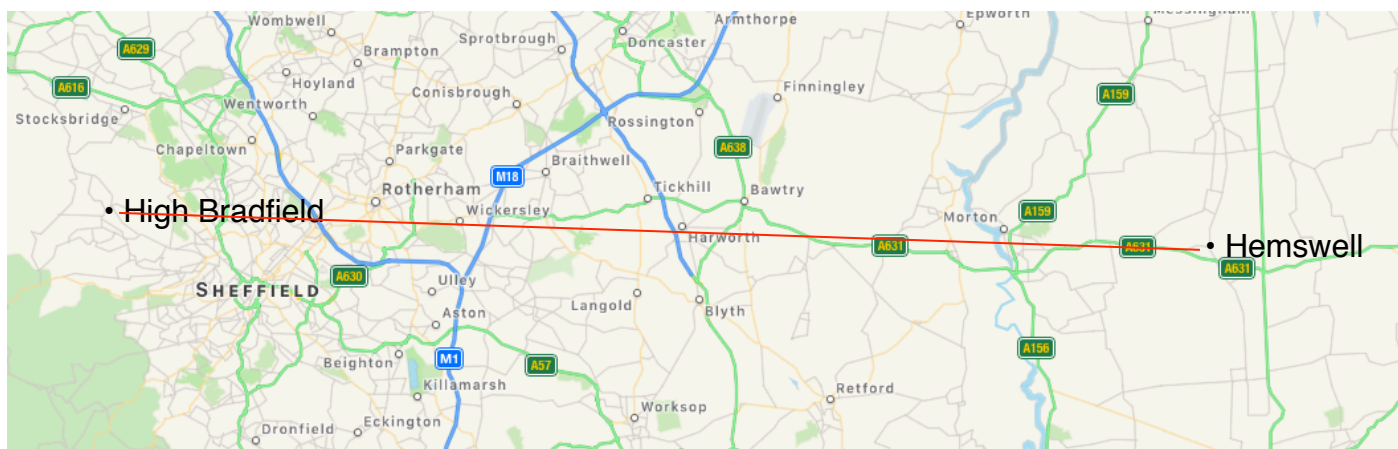 Wombwell
Armthorpe
Epworth
Messingham
A629
Sprotbrough
Doncaster
Brampton
A616
Hoyland
Finningley
A159
Wentworth
Conisbrough
Stocksbridge
Rossington
Chapeltown
A638
Parkgate
Braithwell
M18
Rotherham
Tickhill
Bawtry
• High Bradfield
Wickersley
Morton
A159
Harworth
A631
A631
• Hemswell
A631
A630
Ulley
SHEFFIELD
Langold
Blyth
Aston
Beighton
M1
A57
A156
Killamarsh
Retford
Worksop
Eckington
Dronfield